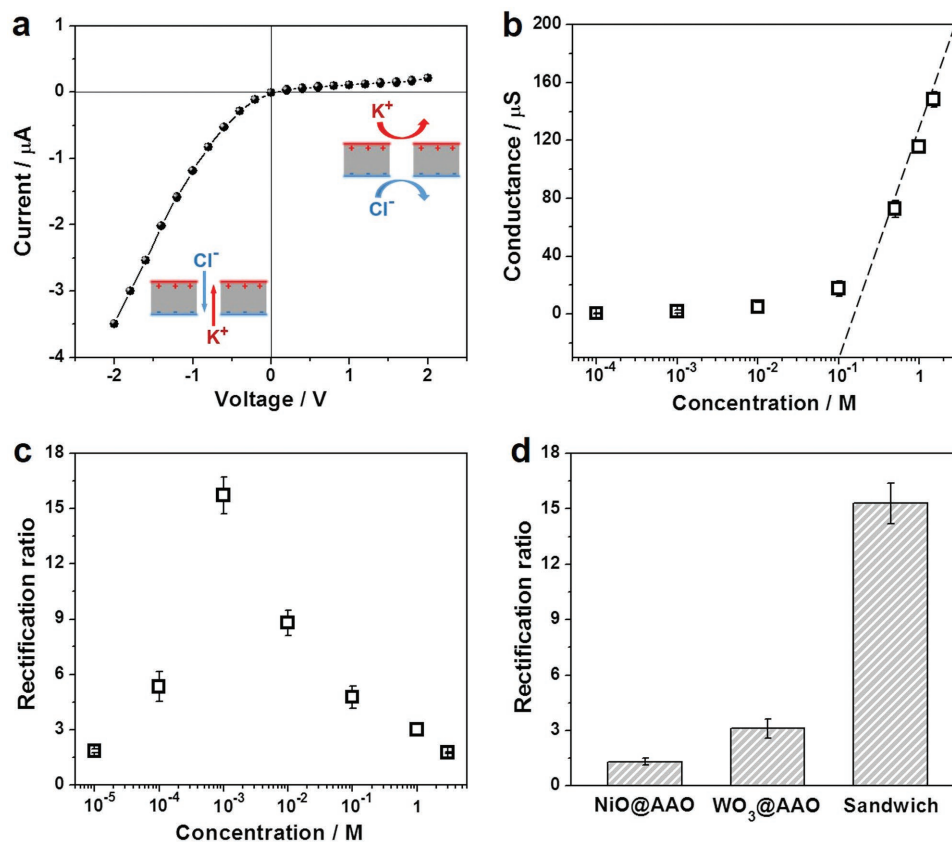 a
Current / μA
1
0
-1
-2
-3
-4
-2
-1
0
1
2
Voltage / V
K⁺
+ + +
+ + +
- - -
- - -
Cl⁻
Cl⁻
+ + +
+ + +
- - -
- - -
K⁺
b
Conductance / μS
200
160
120
80
40
0
10⁻⁴
10⁻³
10⁻²
10⁻¹
1
Concentration / M
c
Rectification ratio
18
15
12
9
6
3
0
10⁻⁵
10⁻⁴
10⁻³
10⁻²
10⁻¹
1
Concentration / M
d
Rectification ratio
18
15
12
9
6
3
0
NiO@AAO
WO₃@AAO
Sandwich